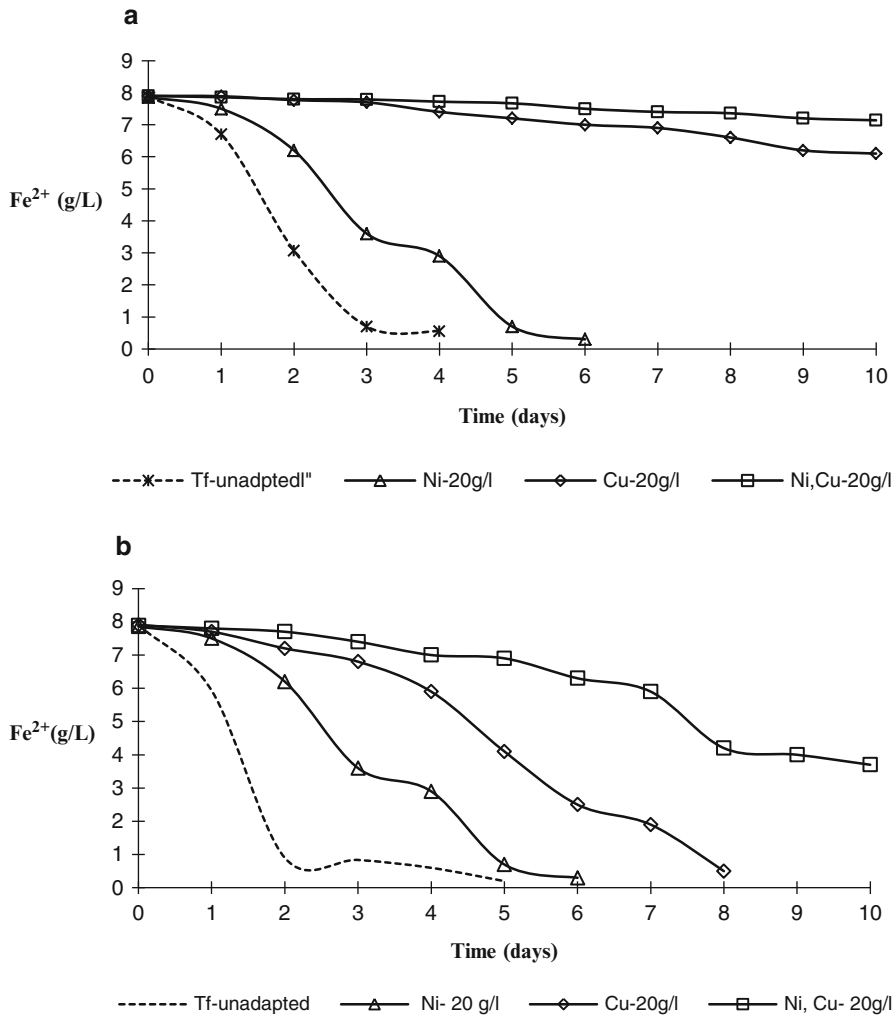 a
9
8
7
6
5
4
3
2
1
0
Fe2+ (g/L)
0 1 2 3 4 5 6 7 8 9 10
Time (days)
Tf-unadptedl" Ni-20g/l Cu-20g/l Ni,Cu-20g/l
b
9
8
7
6
5
4
3
2
1
0
Fe2+(g/L)
0 1 2 3 4 5 6 7 8 9 10
Time (days)
Tf-unadapted Ni- 20 g/l Cu-20g/l Ni, Cu- 20g/l